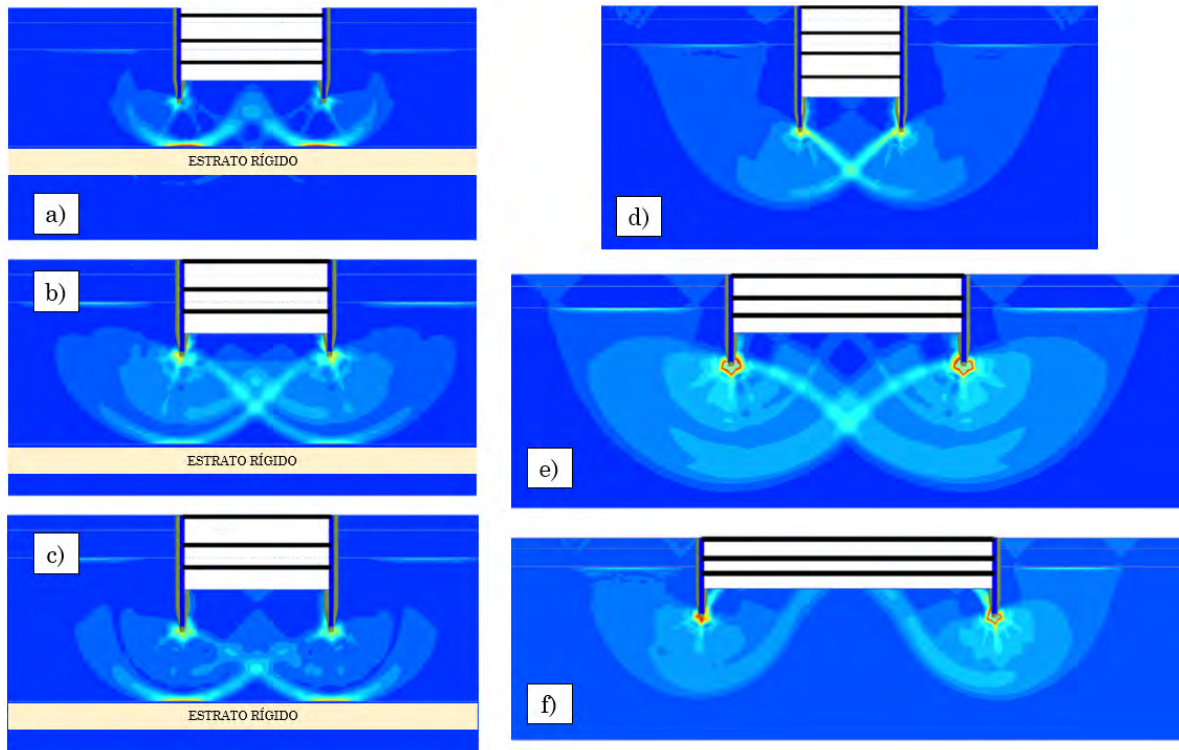 ESTRATO RÍGIDO
a)
b)
ESTRATO RÍGIDO
c)
ESTRATO RÍGIDO
d)
e)
f)